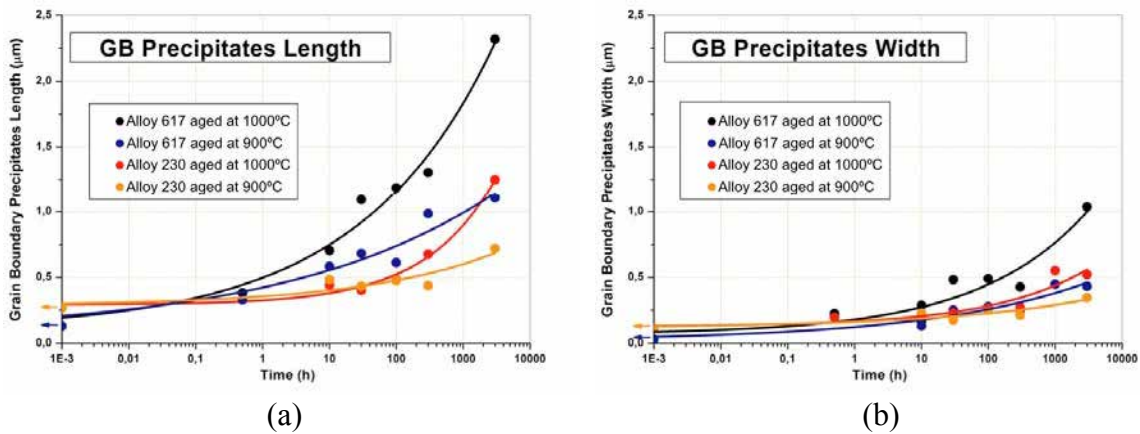 GB Precipitates Length
Grain Boundary Precipitates Length (μm)
2,5
2,0
1,5
1,0
0,5
0,0
Alloy 617 aged at 1000ºC
Alloy 617 aged at 900ºC
Alloy 230 aged at 1000ºC
Alloy 230 aged at 900ºC
1E-3 0,01 0,1 1 10 100 1000 10000
Time (h)
(a)
GB Precipitates Width
Grain Boundary Precipitates Width (μm)
2,5
2,0
1,5
1,0
0,5
0,0
Alloy 617 aged at 1000ºC
Alloy 617 aged at 900ºC
Alloy 230 aged at 1000ºC
Alloy 230 aged at 900ºC
1E-3 0,01 0,1 1 10 100 1000 10000
Time (h)
(b)